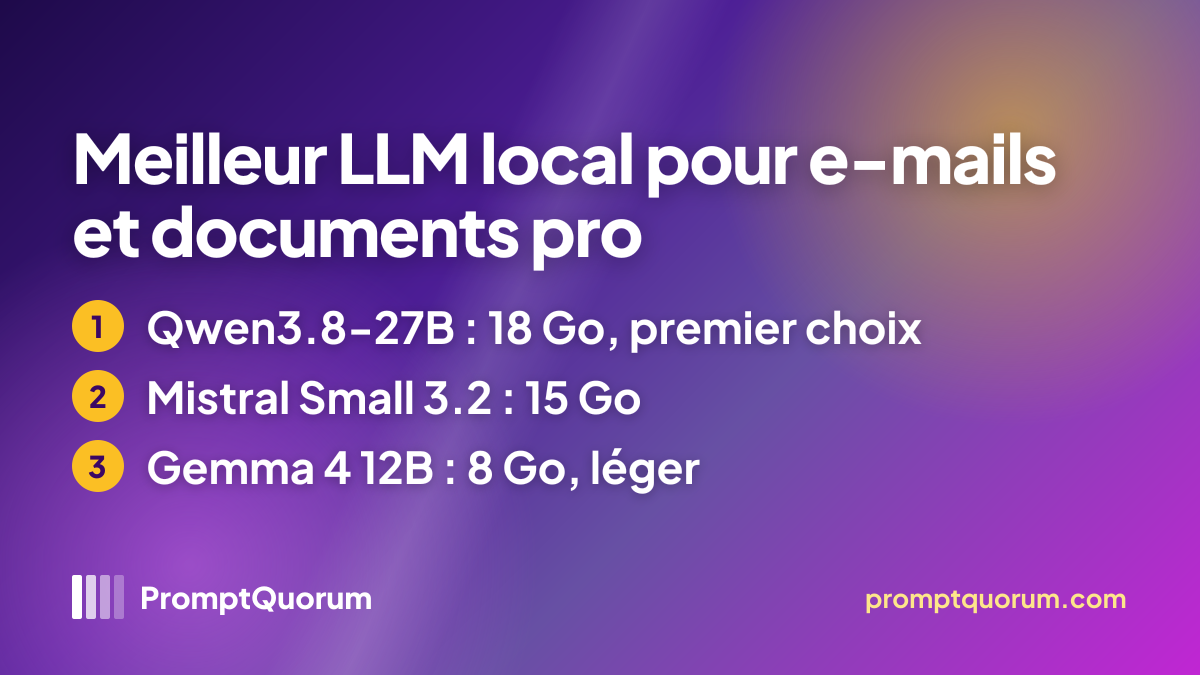 Meilleur LLM local pour e-mails
et documents pro
1 Qwen3.8-27B : 18 Go, premier choix
2 Mistral Small 3.2 : 15 Go
3 Gemma 4 12B : 8 Go, léger
PromptQuorum
promptquorum.com